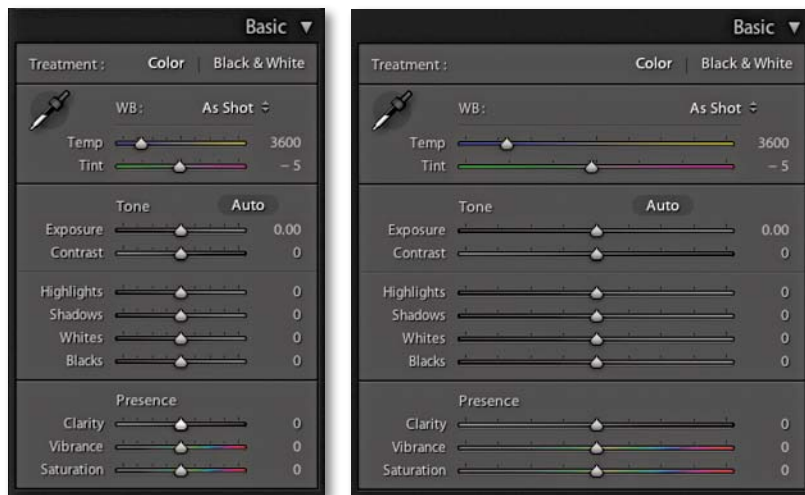 Basic ▼
Treatment : Color | Black & White
WB : As Shot
Temp 3600
Tint – 5
Tone Auto
Exposure 0.00
Contrast 0
Highlights 0
Shadows 0
Whites 0
Blacks 0
Presence
Clarity 0
Vibrance 0
Saturation 0
Basic ▼
Treatment : Color | Black & White
WB : As Shot
Temp 3600
Tint – 5
Tone Auto
Exposure 0.00
Contrast 0
Highlights 0
Shadows 0
Whites 0
Blacks 0
Presence
Clarity 0
Vibrance 0
Saturation 0